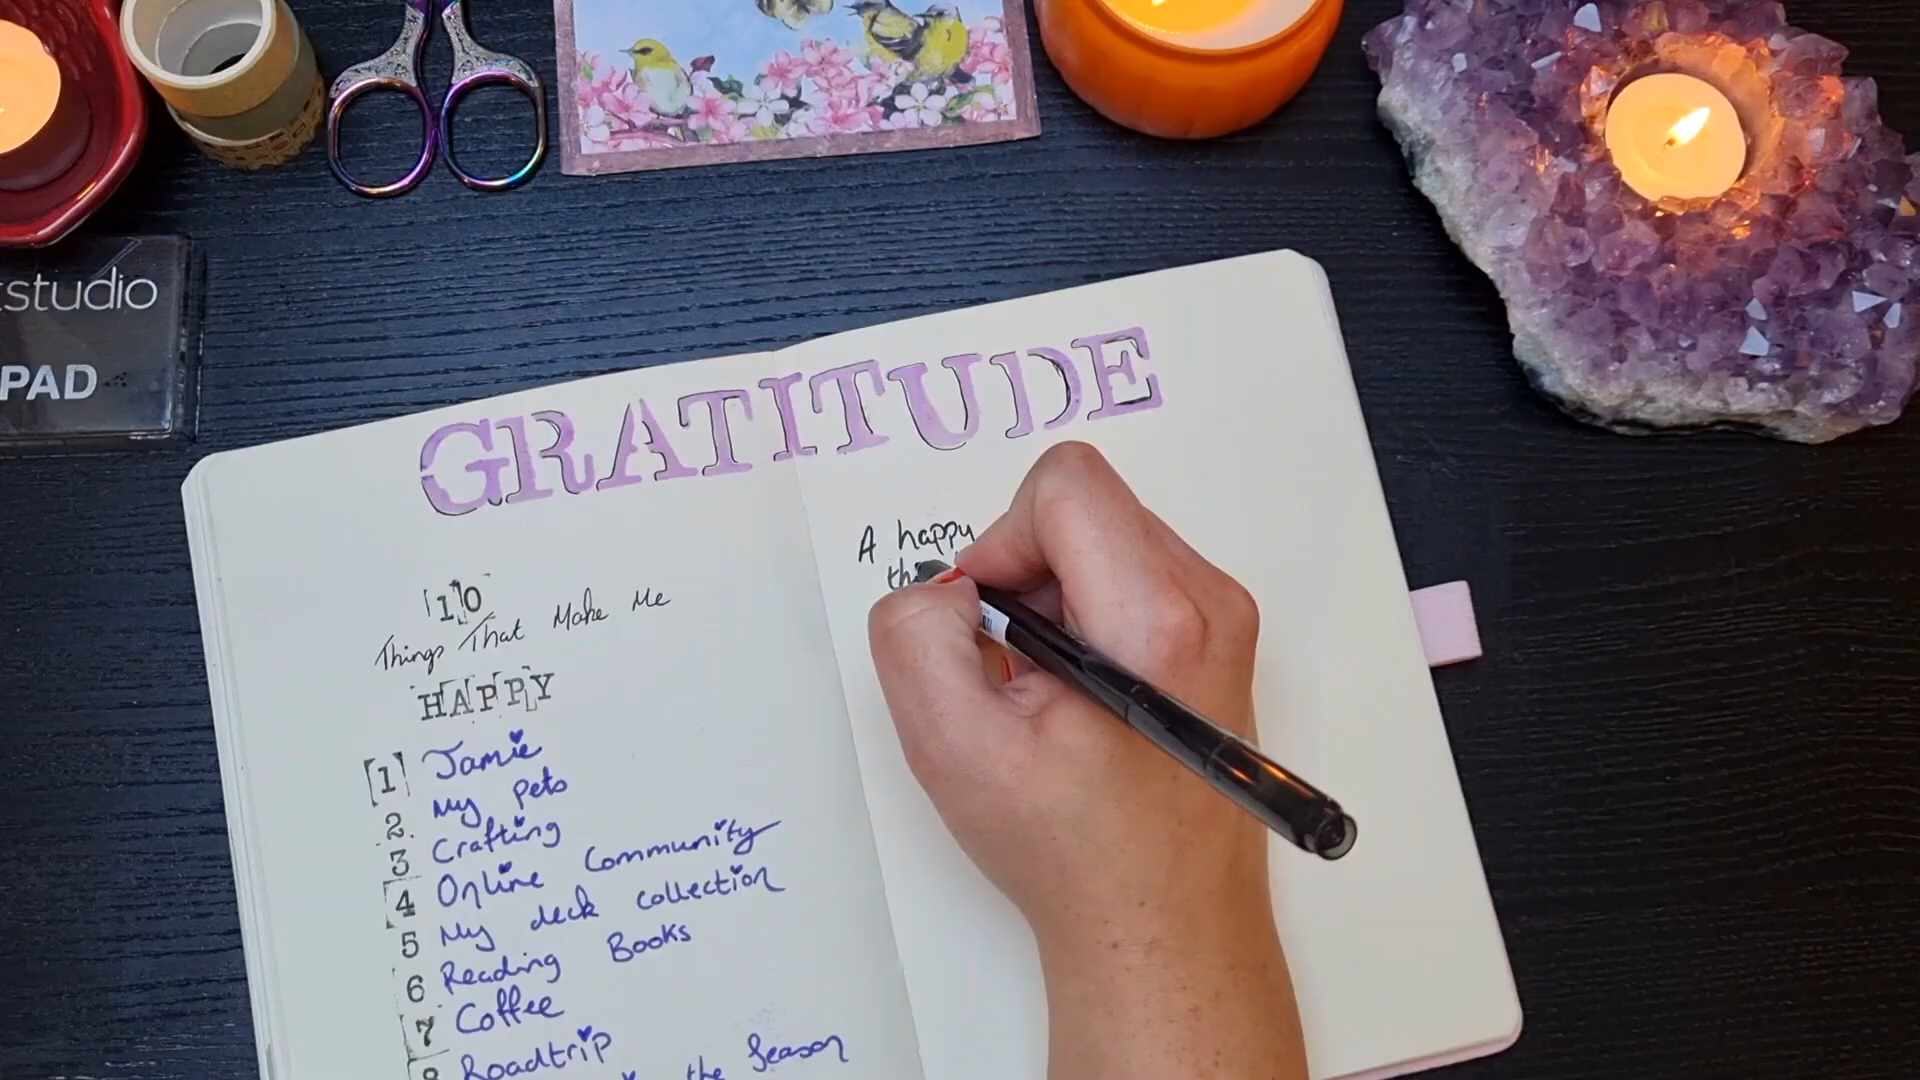 studio
PAD
GRATITUDE
10
Things That Make Me
HAPPY
1 Jamie
2. My Pets
3 Crafting
4 Online Community
5 My deck collection
6 Reading Books
7 Coffee
8 Roadtrip
the Season
A happy